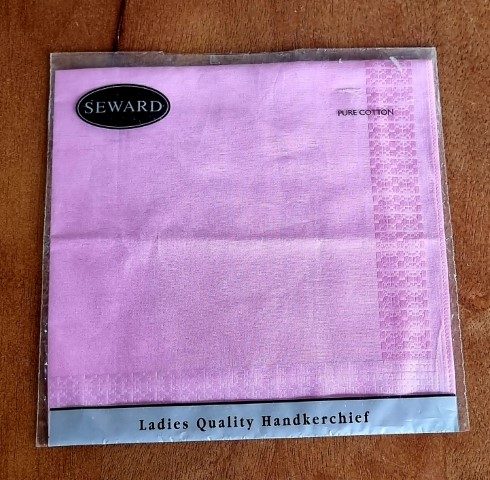 SEWARD
PURE COTTON
Ladies Quality Handkerchief